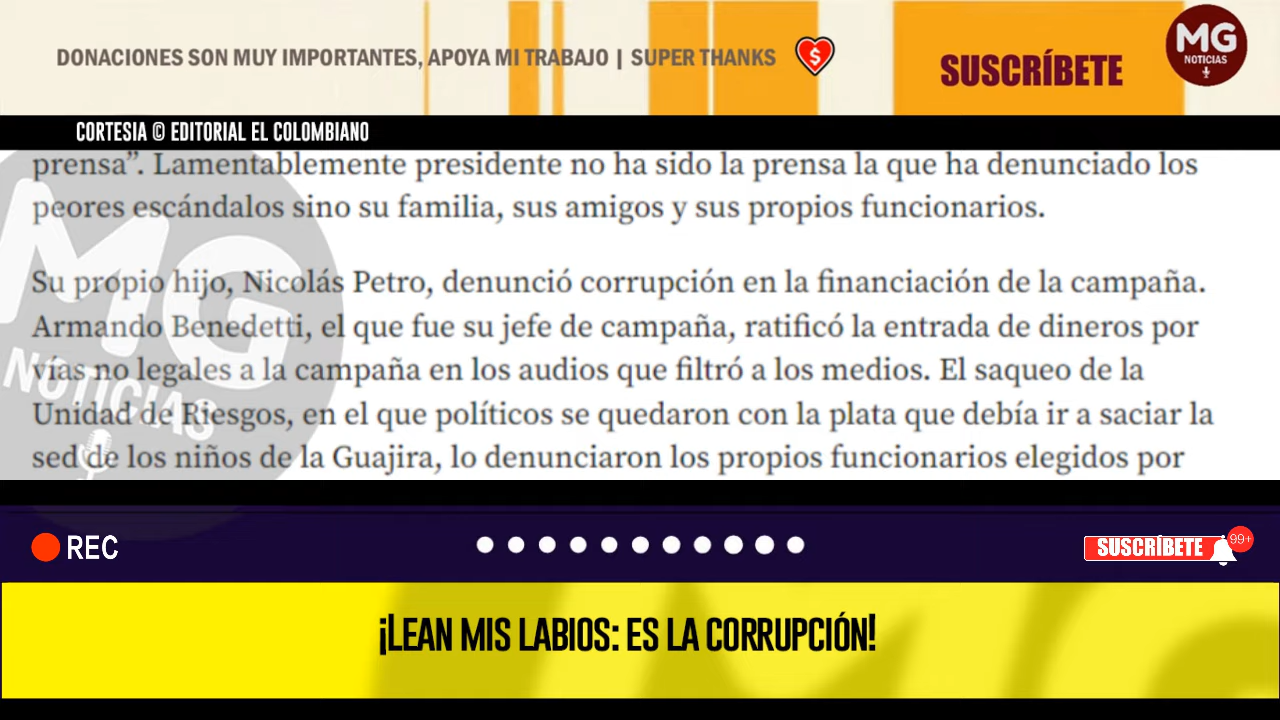 DONACIONES SON MUY IMPORTANTES, APOYA MI TRABAJO | SUPER THANKS
$
SUSCRÍBETE
MG
NOTICIAS
CORTESIA © EDITORIAL EL COLOMBIANO
prensa”. Lamentablemente presidente no ha sido la prensa la que ha denunciado los
peores escándalos sino su familia, sus amigos y sus propios funcionarios.
Su propio hijo, Nicolás Petro, denunció corrupción en la financiación de la campaña.
Armando Benedetti, el que fue su jefe de campaña, ratificó la entrada de dineros por
vías no legales a la campaña en los audios que filtró a los medios. El saqueo de la
Unidad de Riesgos, en el que políticos se quedaron con la plata que debía ir a saciar la
sed de los niños de la Guajira, lo denunciaron los propios funcionarios elegidos por
MG
NOTICIAS
REC
SUSCRÍBETE
99+
¡LEAN MIS LABIOS: ES LA CORRUPCIÓN!